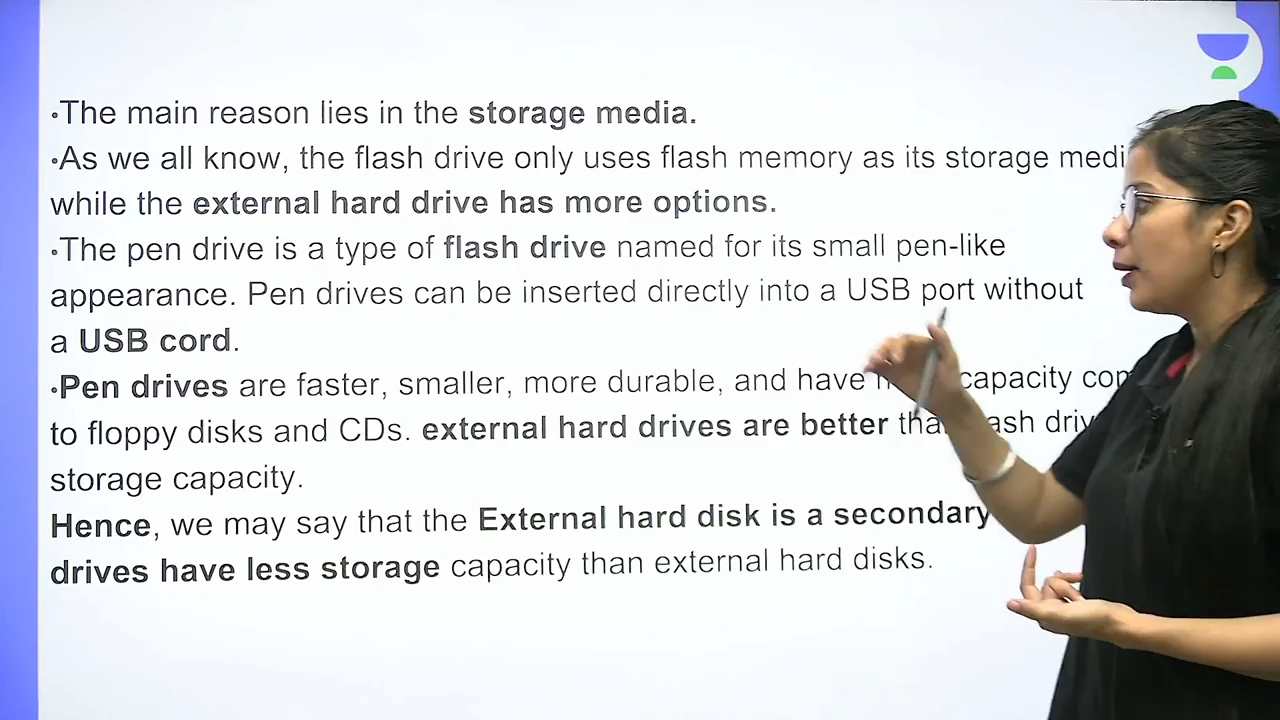 •The main reason lies in the storage media.
•As we all know, the flash drive only uses flash memory as its storage
while the external hard drive has more options.
•The pen drive is a type of flash drive named for its small pen-like
appearance. Pen drives can be inserted directly into a USB port without
a USB cord.
•Pen drives are faster, smaller, more durable, and have capacity
to floppy disks and CDs. external hard drives are better
storage capacity.
Hence, we may say that the External hard disk is a secondary
drives have less storage capacity than external hard disks.